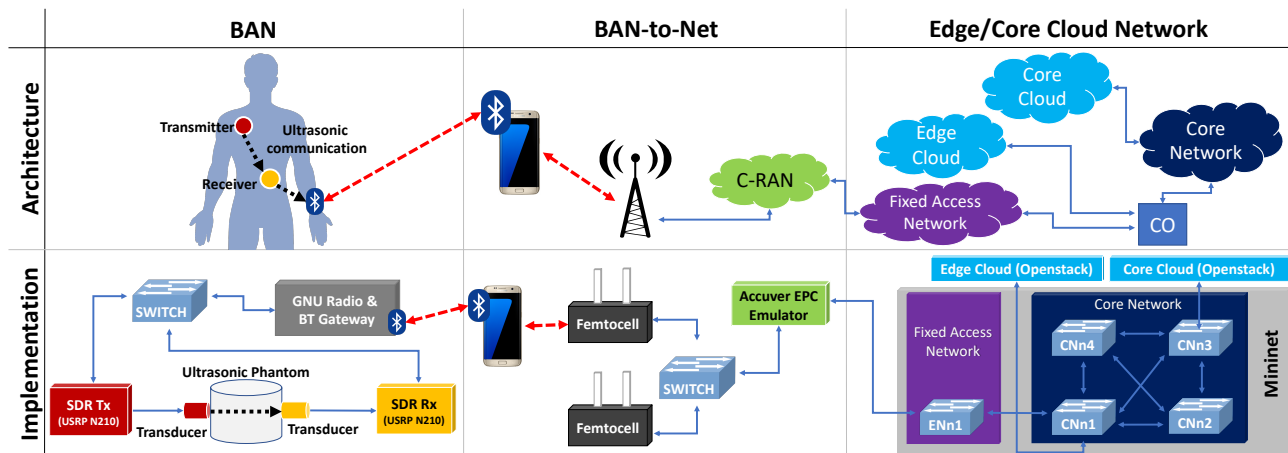 BAN
BAN-to-Net
Edge/Core Cloud Network
Architecture
Transmitter
Ultrasonic
communication
Receiver
C-RAN
Core
Cloud
Edge
Cloud
Core
Network
Fixed Access
Network
CO
Implementation
SWITCH
GNU Radio &
BT Gateway
Ultrasonic Phantom
SDR Tx
(USRP N210)
Transducer
Transducer
SDR Rx
(USRP N210)
Femtocell
Femtocell
SWITCH
Accuver EPC
Emulator
Edge Cloud (Openstack)
Core Cloud (Openstack)
Fixed Access
Network
ENn1
Core Network
CNn4
CNn3
CNn1
CNn2
Mininet